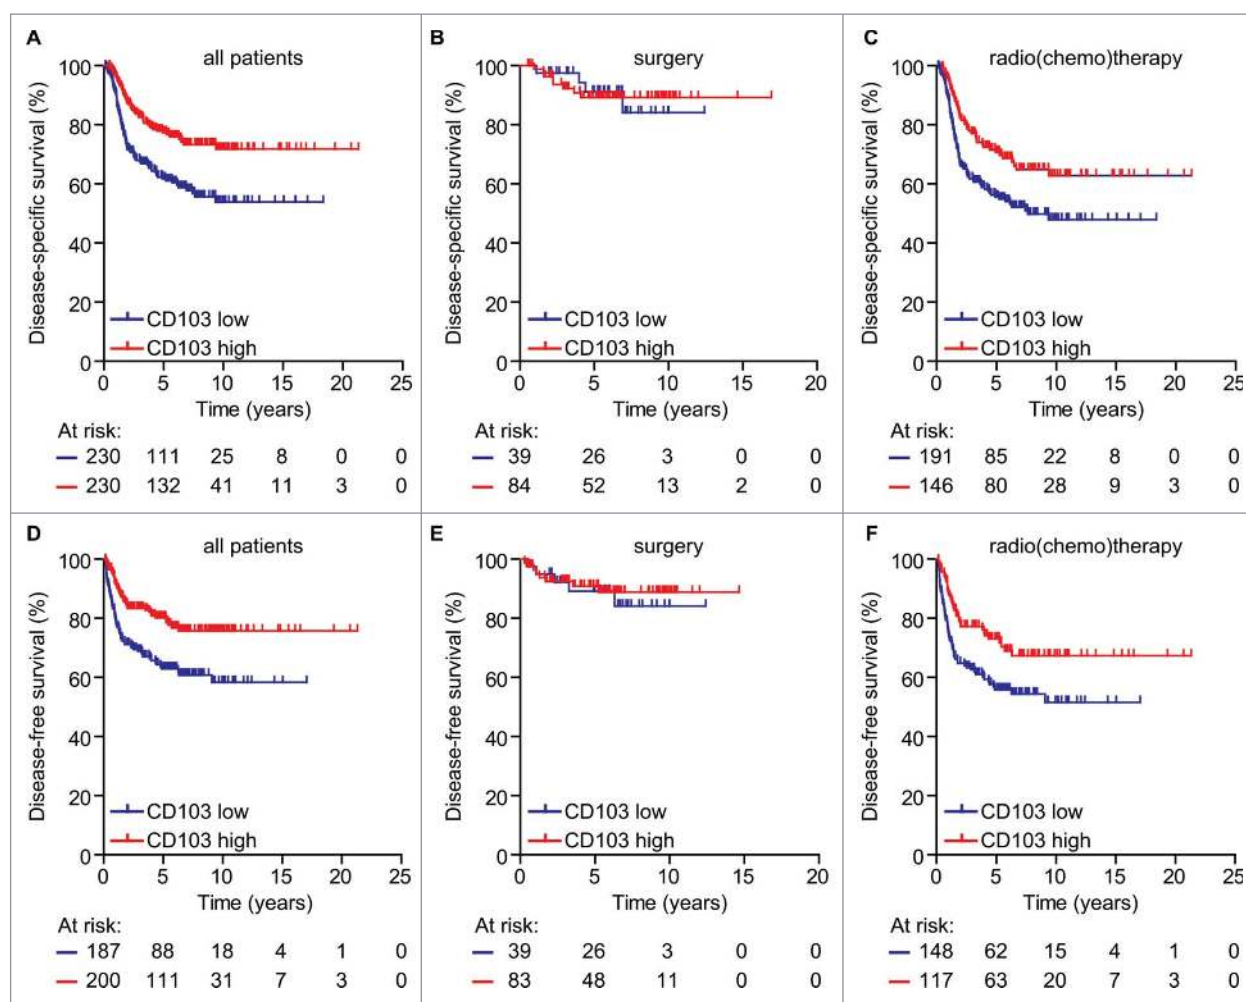 A
all patients
Disease-specific survival (%)
100
80
60
40
20
0
CD103 low
CD103 high
0 5 10 15 20 25
Time (years)
At risk:
230 111 25 8 0 0
230 132 41 11 3 0
B
surgery
Disease-specific survival (%)
100
80
60
40
20
0
CD103 low
CD103 high
0 5 10 15 20
Time (years)
At risk:
39 26 3 0 0
84 52 13 2 0
C
radio(chemo)therapy
Disease-specific survival (%)
100
80
60
40
20
0
CD103 low
CD103 high
0 5 10 15 20 25
Time (years)
At risk:
191 85 22 8 0 0
146 80 28 9 3 0
D
all patients
Disease-free survival (%)
100
80
60
40
20
0
CD103 low
CD103 high
0 5 10 15 20 25
Time (years)
At risk:
187 88 18 4 1 0
200 111 31 7 3 0
E
surgery
Disease-free survival (%)
100
80
60
40
20
0
CD103 low
CD103 high
0 5 10 15 20
Time (years)
At risk:
39 26 3 0 0
83 48 11 0 0
F
radio(chemo)therapy
Disease-free survival (%)
100
80
60
40
20
0
CD103 low
CD103 high
0 5 10 15 20 25
Time (years)
At risk:
148 62 15 4 1 0
117 63 20 7 3 0